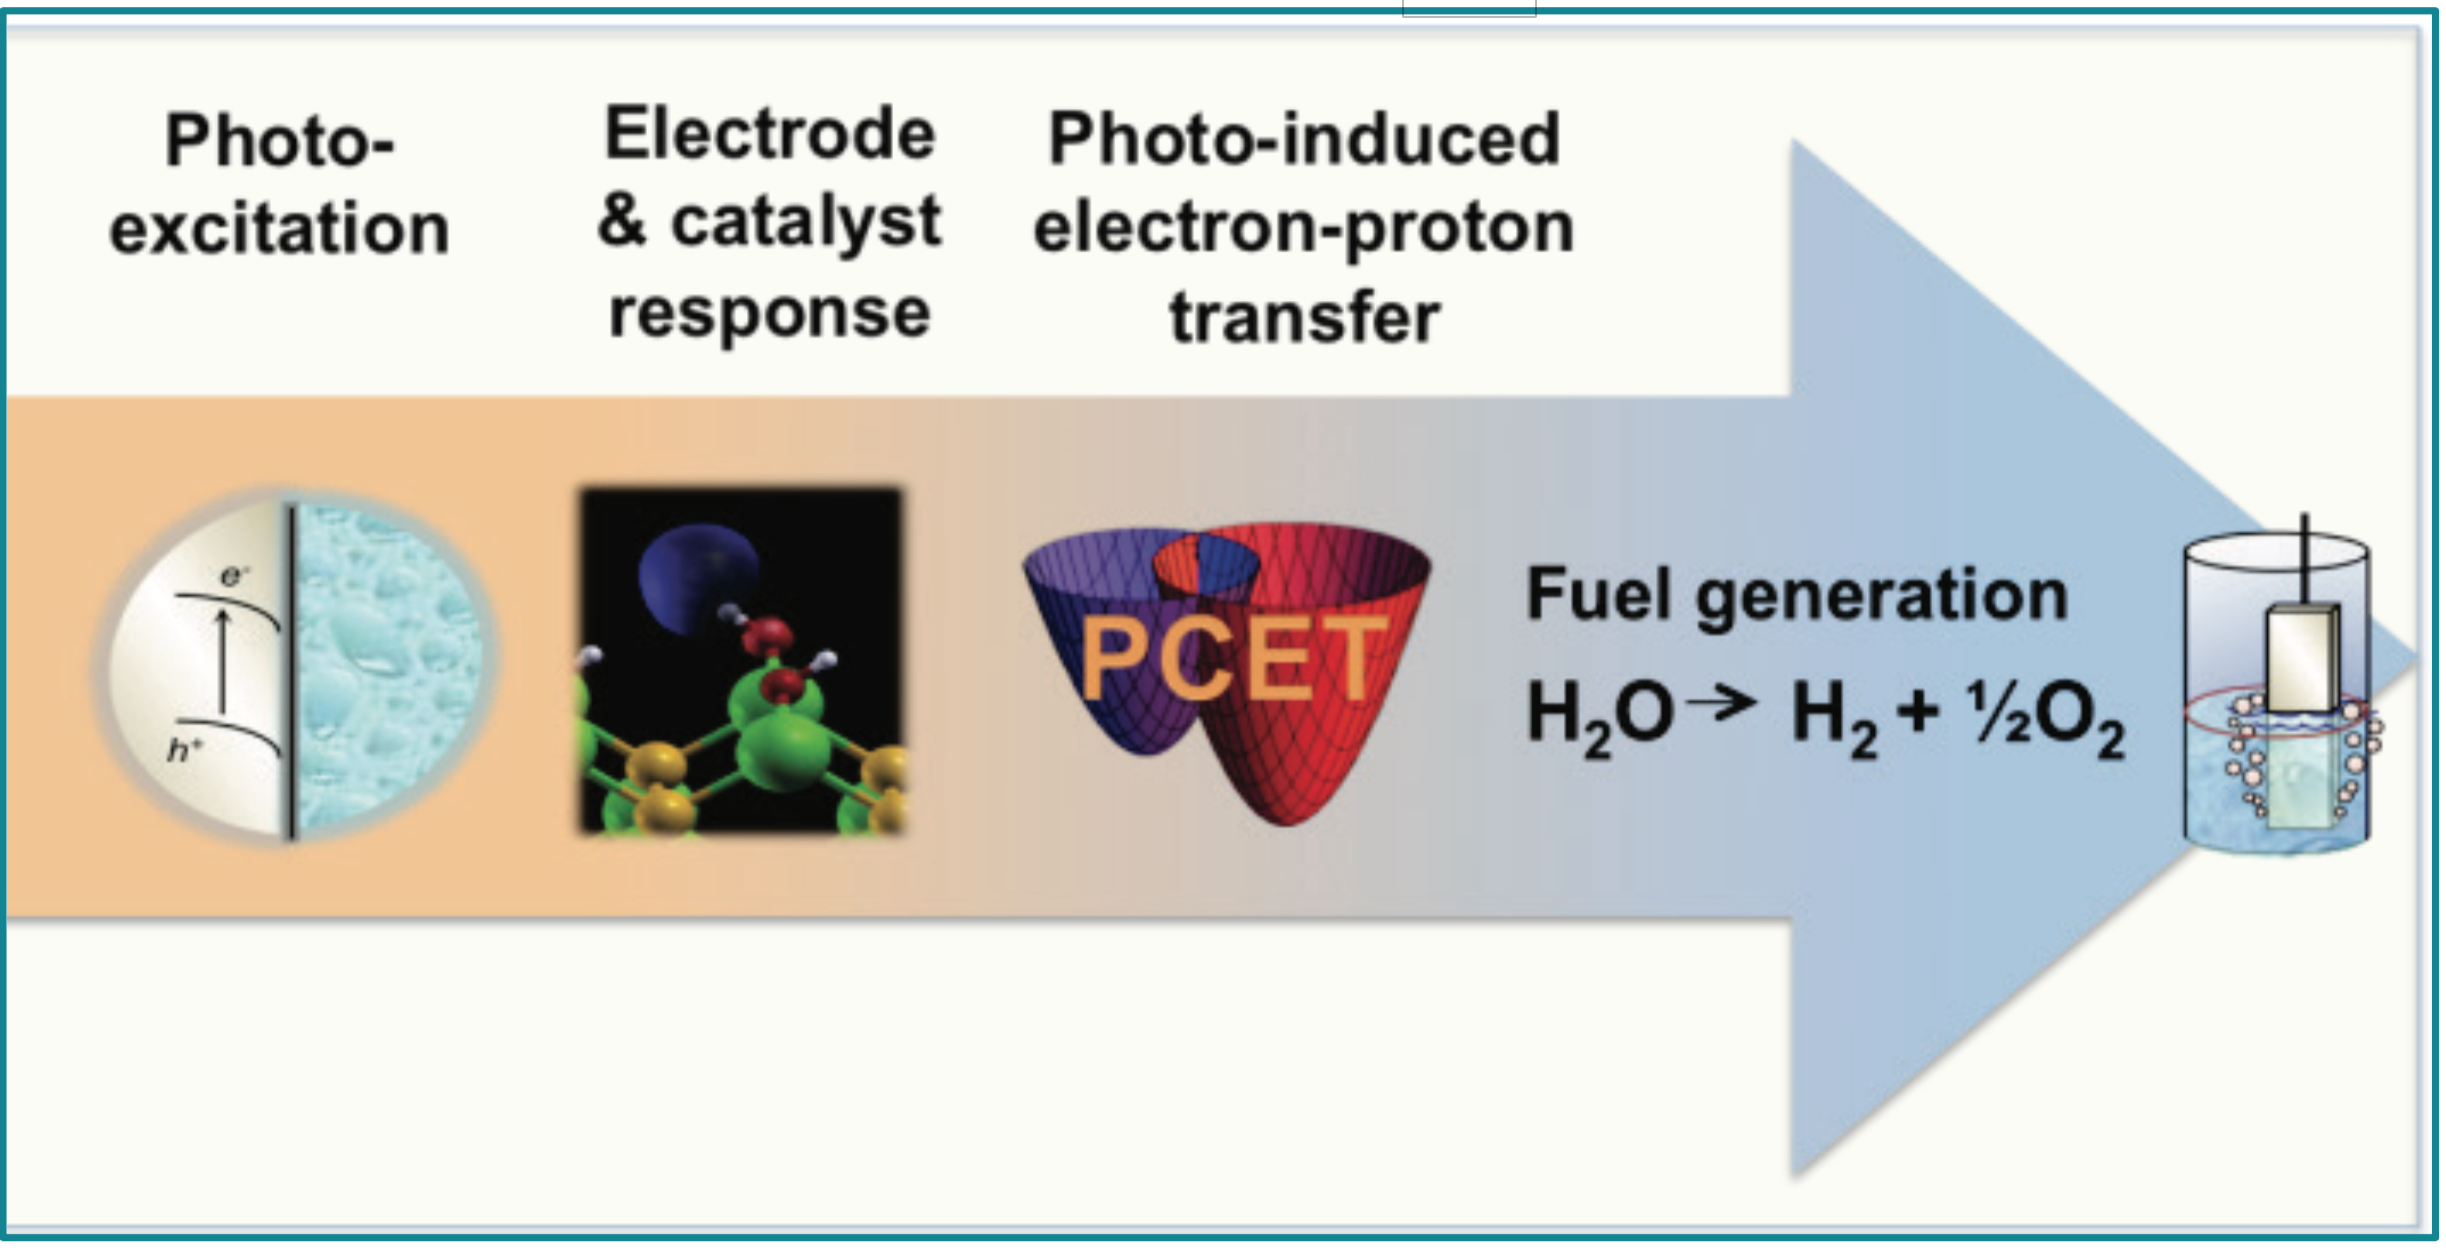 Photo-
excitation
Electrode
& catalyst
response
Photo-induced
electron-proton
transfer
e⁻
h⁺
PCET
Fuel generation
H₂O → H₂ + ½O₂